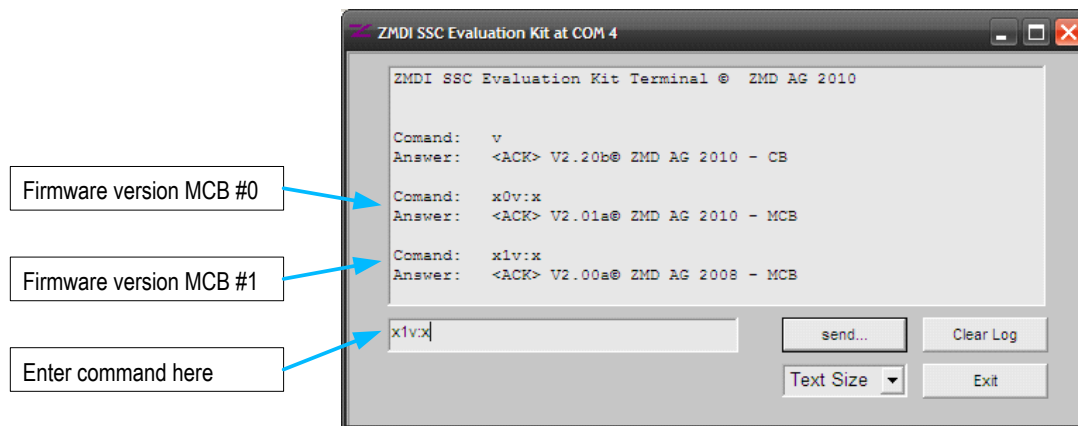 ZMDI SSC Evaluation Kit at COM 4
ZMDI SSC Evaluation Kit Terminal © ZMD AG 2010
Comand: v
Answer: <ACK> V2.20b© ZMD AG 2010 - CB
Firmware version MCB #0
Comand: x0v:x
Answer: <ACK> V2.01a© ZMD AG 2010 - MCB
Firmware version MCB #1
Comand: x1v:x
Answer: <ACK> V2.00a© ZMD AG 2008 - MCB
Enter command here
x1v:x
send...
Clear Log
Text Size
Exit